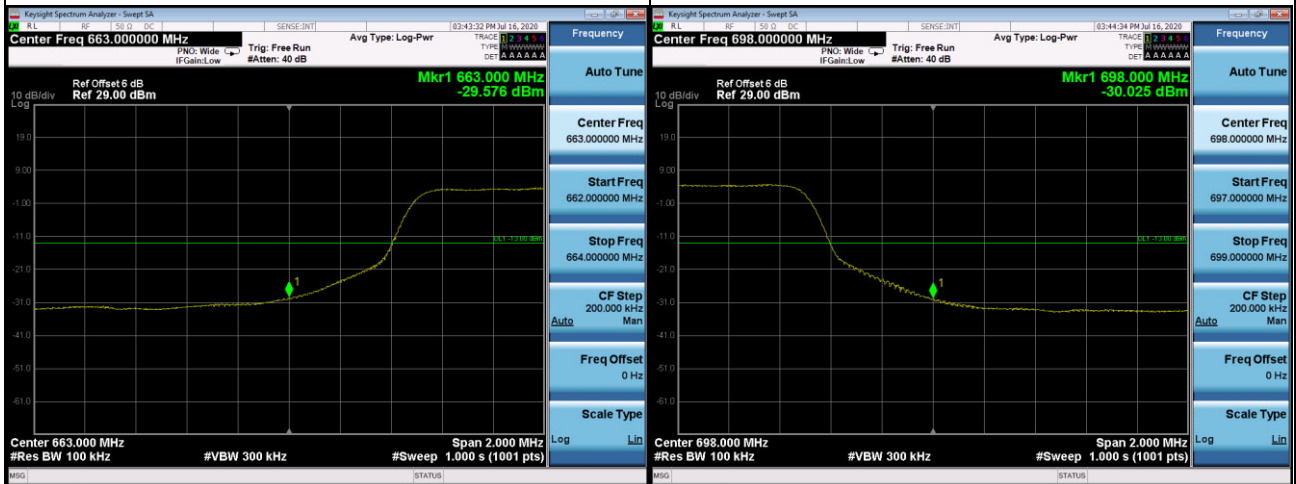 Keysight Spectrum Analyzer - Swept SA
RL RF 50 Ω DC SENSE:INT 03:43:32 PM Jul 16, 2020
Center Freq 663.000000 MHz
PNO: Wide
IFGain:Low
Trig: Free Run
#Atten: 40 dB
Avg Type: Log-Pwr
TRACE 1 2 3 4 5 6
TYPE M WWWWW
DET A A A A A A
Ref Offset 6 dB
10 dB/div Ref 29.00 dBm
Log
Mkr1 663.000 MHz
-29.576 dBm
19.0
9.00
-1.00
-11.0
DL1 -13.00 dBm
-21.0
-31.0
-41.0
-51.0
-61.0
1
Center 663.000 MHz Span 2.000 MHz
#Res BW 100 kHz #VBW 300 kHz #Sweep 1.000 s (1001 pts)
MSG STATUS
Frequency
Auto Tune
Center Freq
663.000000 MHz
Start Freq
662.000000 MHz
Stop Freq
664.000000 MHz
CF Step
200.000 kHz
Auto Man
Freq Offset
0 Hz
Scale Type
Log Lin
Keysight Spectrum Analyzer - Swept SA
RL RF 50 Ω DC SENSE:INT 03:44:34 PM Jul 16, 2020
Center Freq 698.000000 MHz
PNO: Wide
IFGain:Low
Trig: Free Run
#Atten: 40 dB
Avg Type: Log-Pwr
TRACE 1 2 3 4 5 6
TYPE M WWWWW
DET A A A A A A
Ref Offset 6 dB
10 dB/div Ref 29.00 dBm
Log
Mkr1 698.000 MHz
-30.025 dBm
19.0
9.00
-1.00
-11.0
DL1 -13.00 dBm
-21.0
-31.0
-41.0
-51.0
-61.0
1
Center 698.000 MHz Span 2.000 MHz
#Res BW 100 kHz #VBW 300 kHz #Sweep 1.000 s (1001 pts)
MSG STATUS
Frequency
Auto Tune
Center Freq
698.000000 MHz
Start Freq
697.000000 MHz
Stop Freq
699.000000 MHz
CF Step
200.000 kHz
Auto Man
Freq Offset
0 Hz
Scale Type
Log Lin